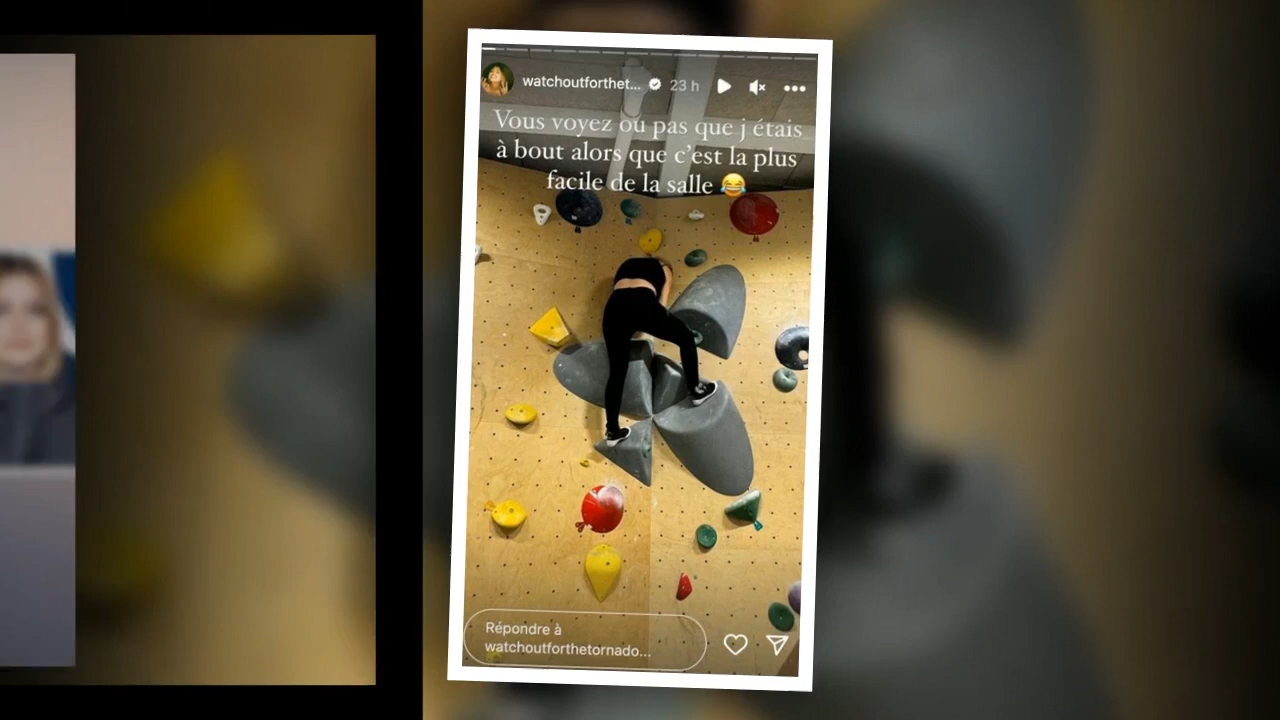 watchoutforthet... 23 h
Vous voyez ou pas que j étais
à bout alors que c’est la plus
facile de la salle 😂
Répondre à
watchoutforthetornado...